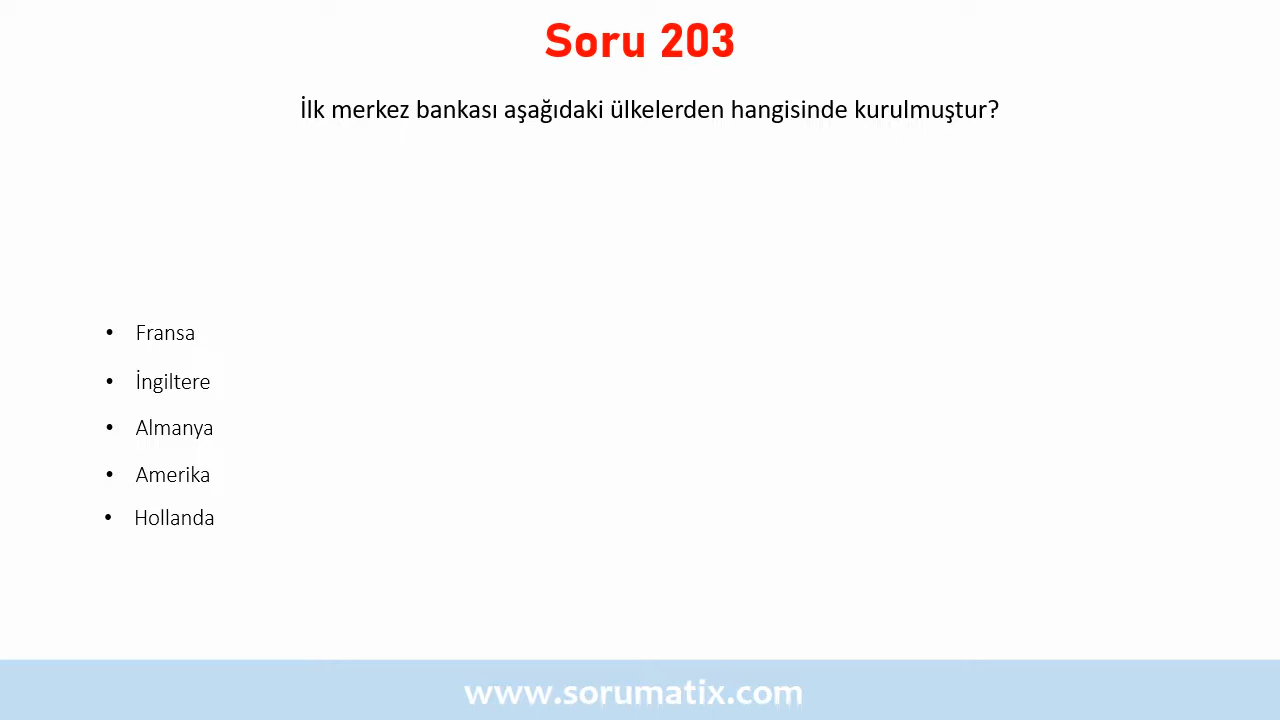 Soru 203
İlk merkez bankası aşağıdaki ülkelerden hangisinde kurulmuştur?
• Fransa
• İngiltere
• Almanya
• Amerika
• Hollanda
www.sorumatix.com